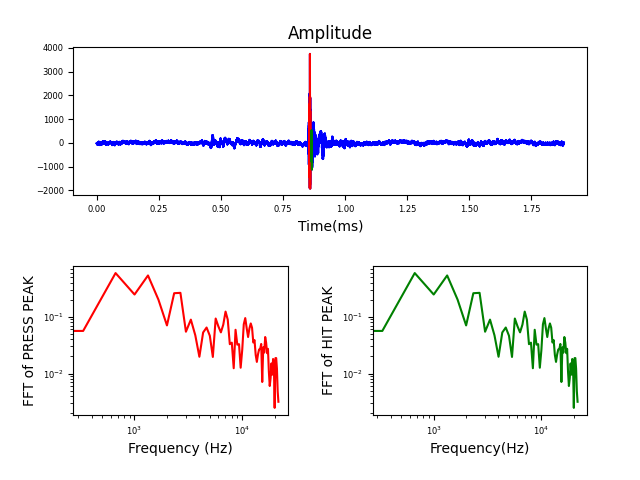 Amplitude
4000
3000
2000
1000
0
−1000
−2000
0.00 0.25 0.50 0.75 1.00 1.25 1.50 1.75
Time(ms)
FFT of PRESS PEAK
10⁻¹
10⁻²
10³ 10⁴
Frequency (Hz)
FFT of HIT PEAK
10⁻¹
10⁻²
10³ 10⁴
Frequency(Hz)